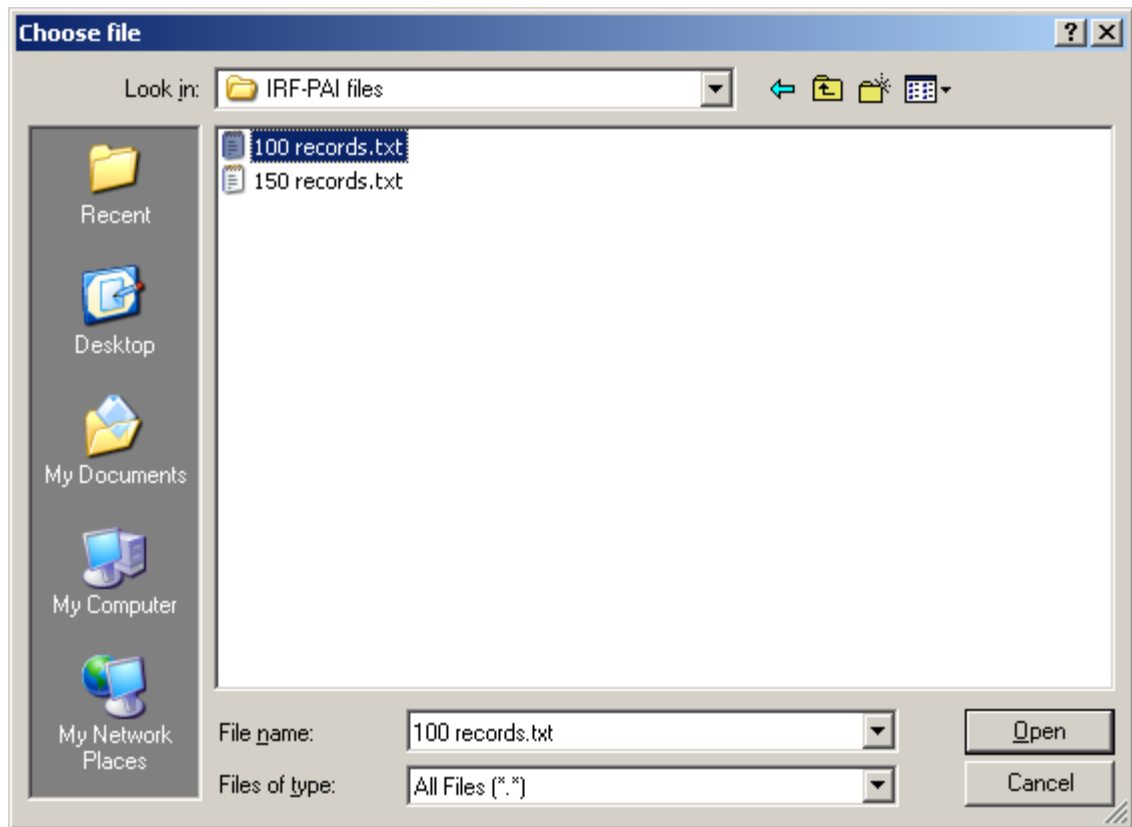 Choose file
Look in:
IRF-PAI files
100 records.txt
150 records.txt
Recent
Desktop
My Documents
My Computer
My Network
Places
File name:
100 records.txt
Open
Files of type:
All Files (*.*)
Cancel